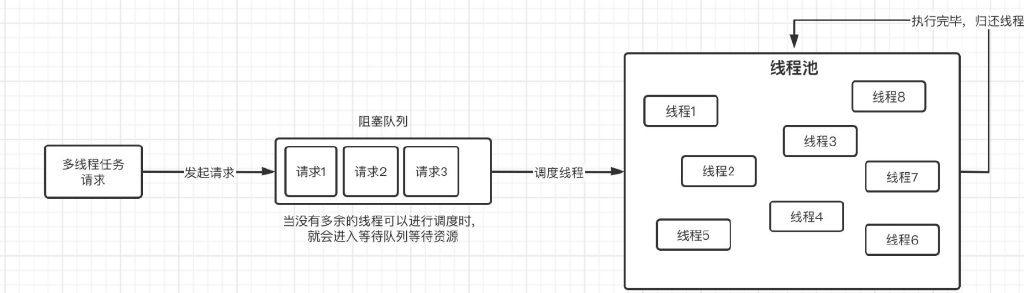 执行完毕，归还线程
线程池
线程8
线程1
阻塞队列
线程3
多线程任务
请求
发起请求
请求1
请求2
请求3
调度线程
线程2
线程7
当没有多余的线程可以进行调度时，
就会进入等待队列等待资源
线程4
线程5
线程6